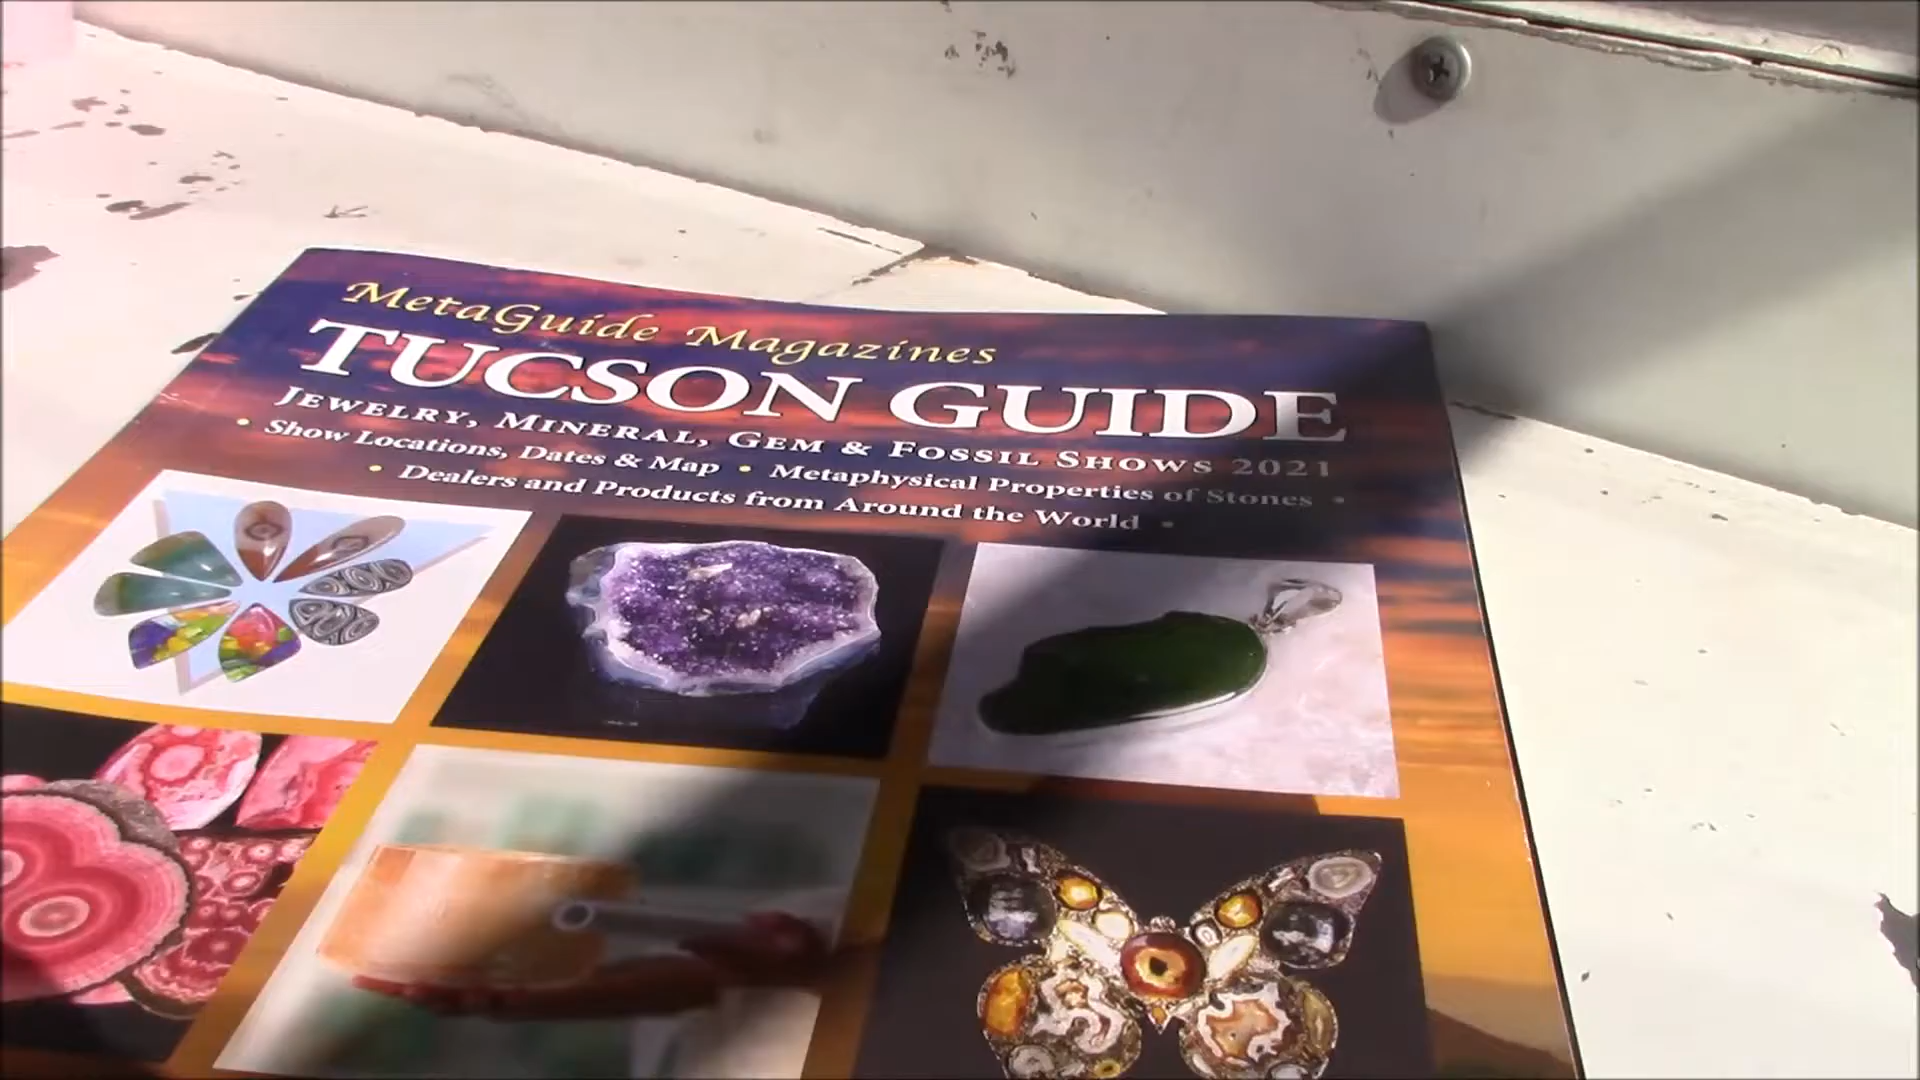 MetaGuide Magazines
TUCSON GUIDE
JEWELRY, MINERAL, GEM & FOSSIL SHOWS 2021
• Show Locations, Dates & Map • Metaphysical Properties of Stones •
• Dealers and Products from Around the World •